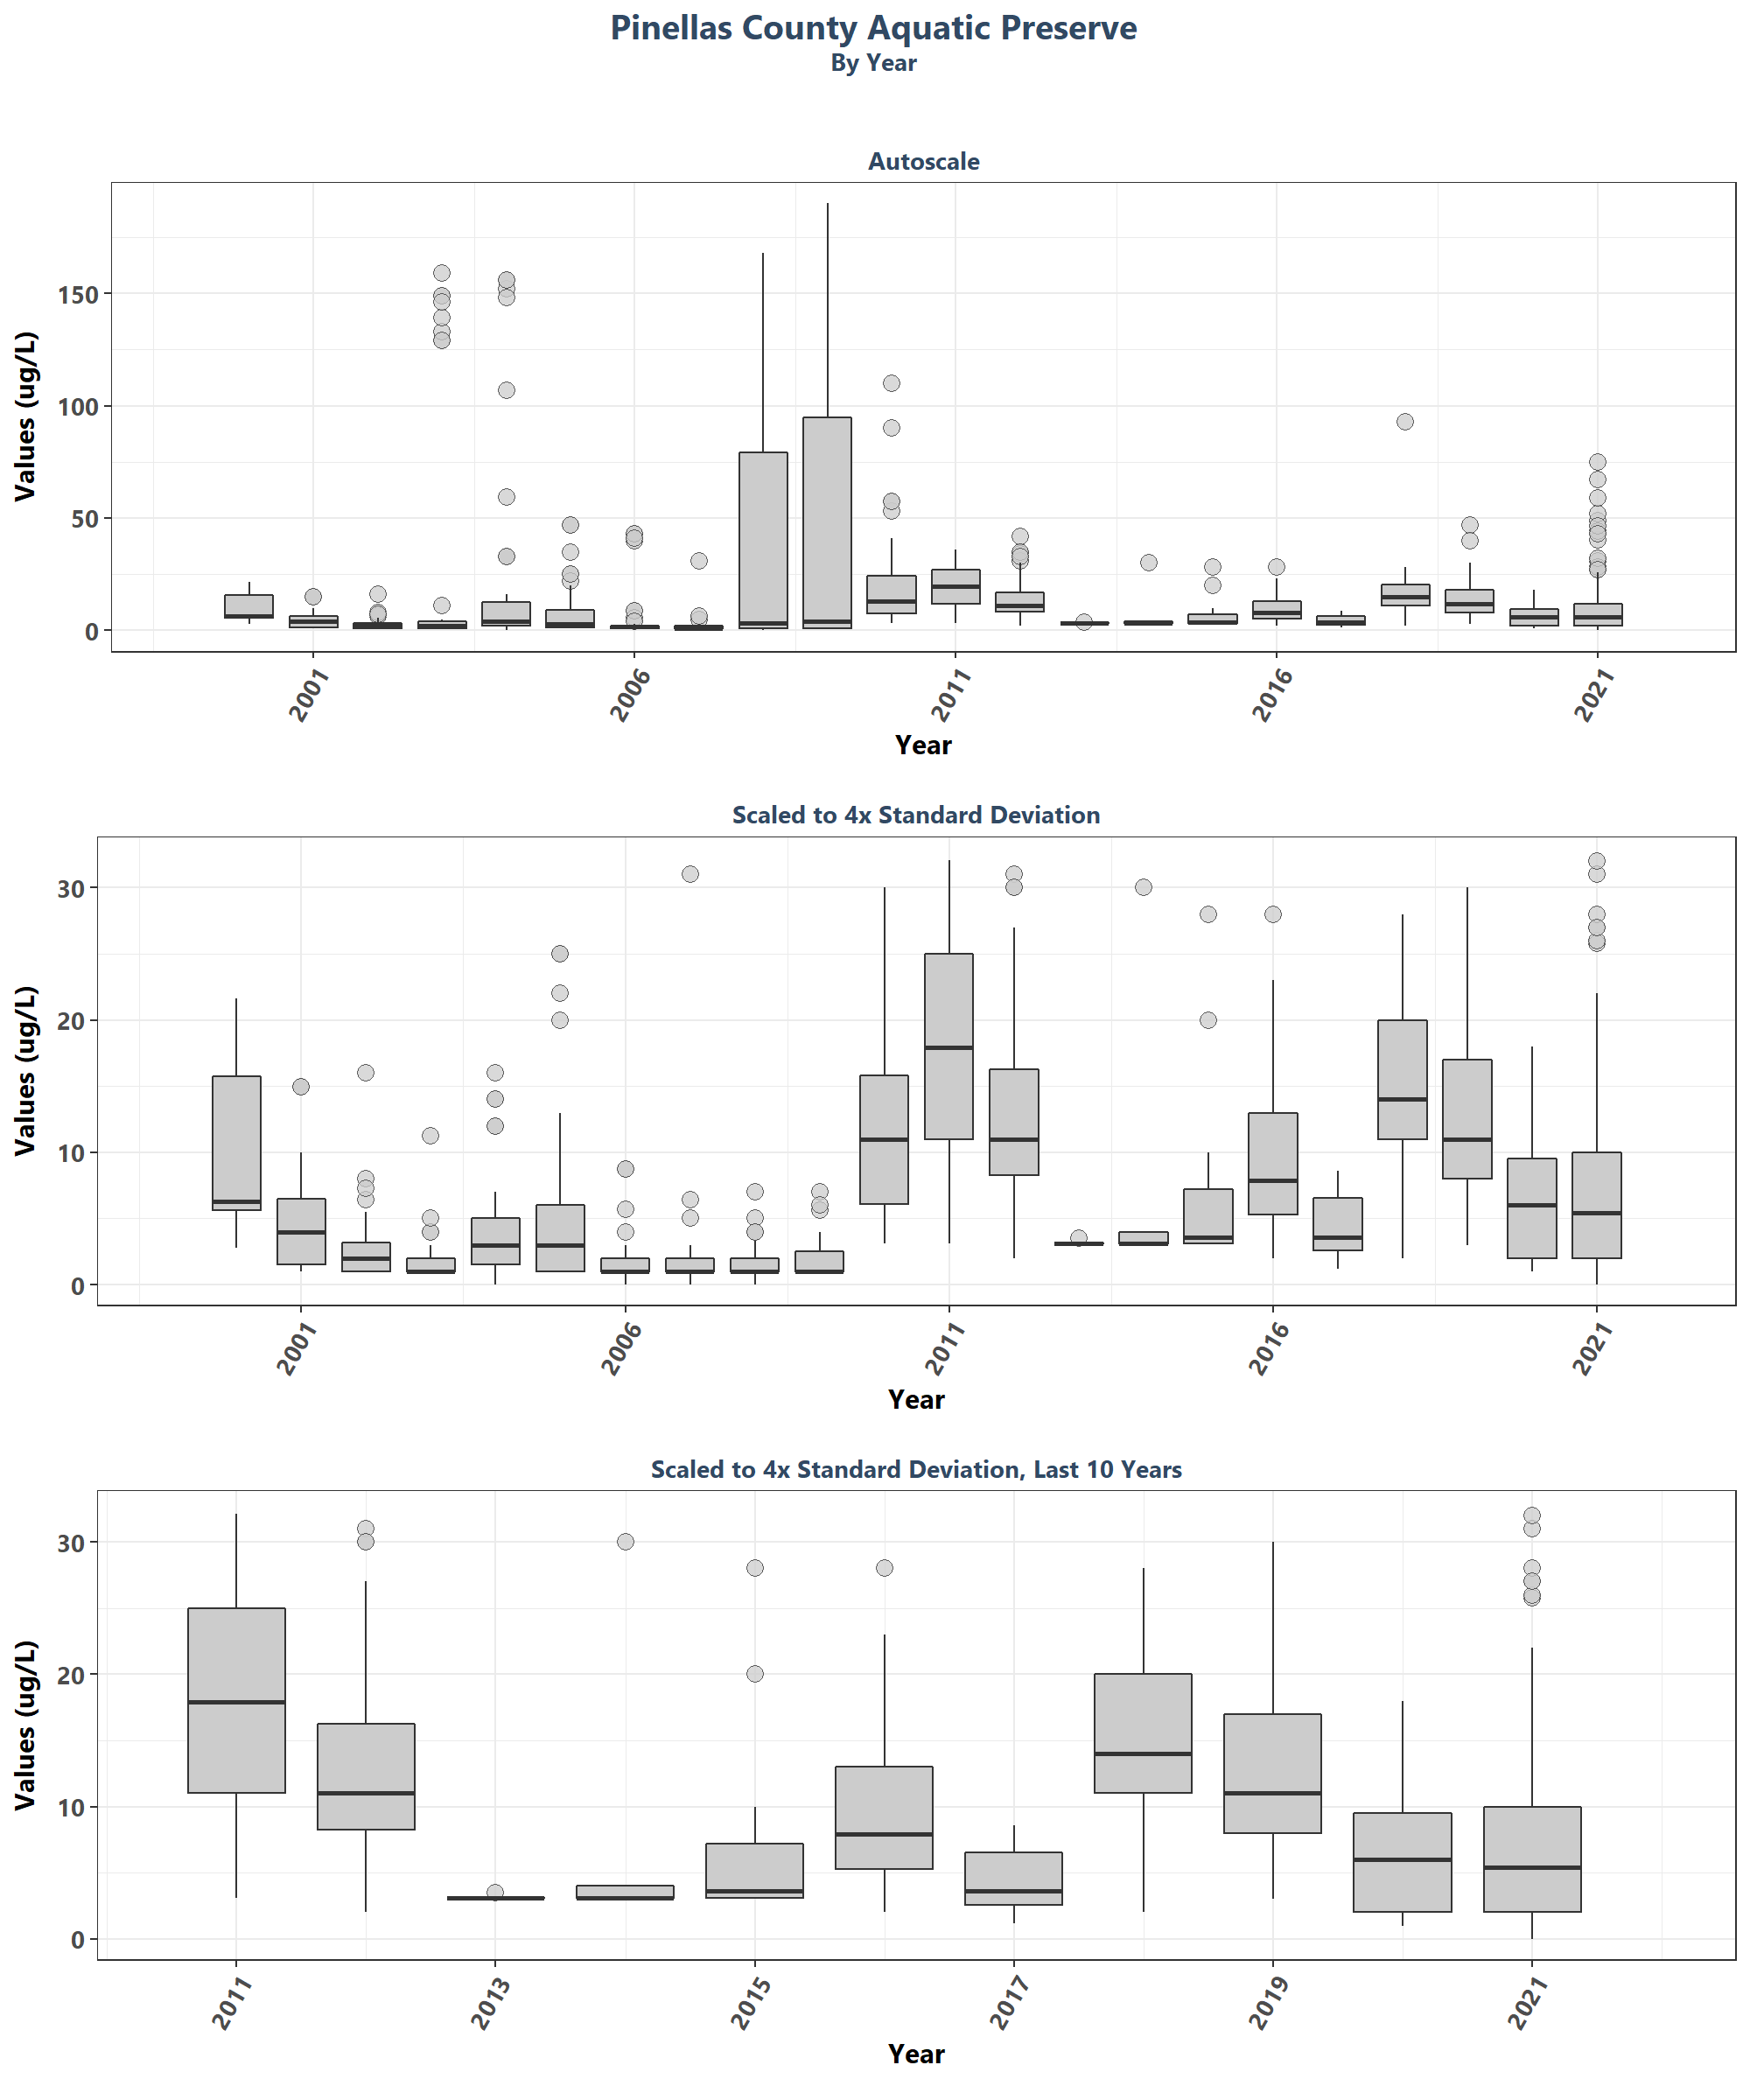 Pinellas County Aquatic Preserve
By Year
Autoscale
Values (ug/L)
150
100
50
0
2001
2006
2011
2016
2021
Year
Scaled to 4x Standard Deviation
Values (ug/L)
30
20
10
0
2001
2006
2011
2016
2021
Year
Scaled to 4x Standard Deviation, Last 10 Years
Values (ug/L)
30
20
10
0
2011
2013
2015
2017
2019
2021
Year